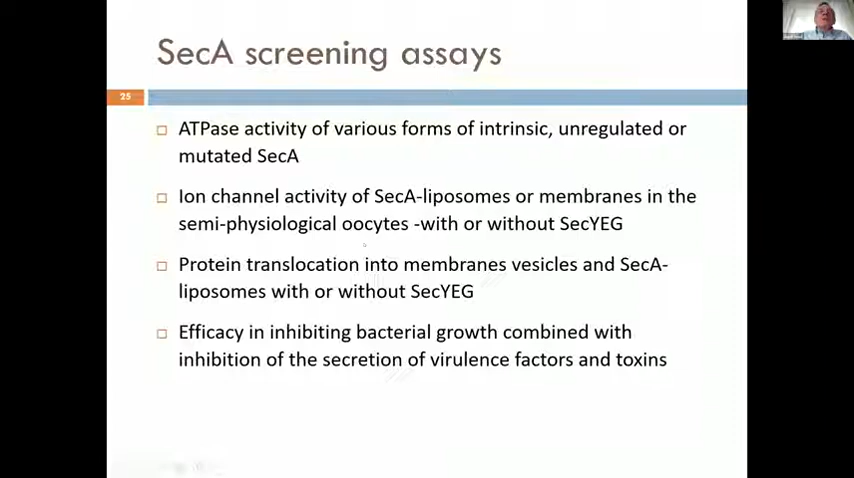 SecA screening assays
25
ATPase activity of various forms of intrinsic, unregulated or
mutated SecA
Ion channel activity of SecA-liposomes or membranes in the
semi-physiological oocytes -with or without SecYEG
Protein translocation into membranes vesicles and SecA-
liposomes with or without SecYEG
Efficacy in inhibiting bacterial growth combined with
inhibition of the secretion of virulence factors and toxins